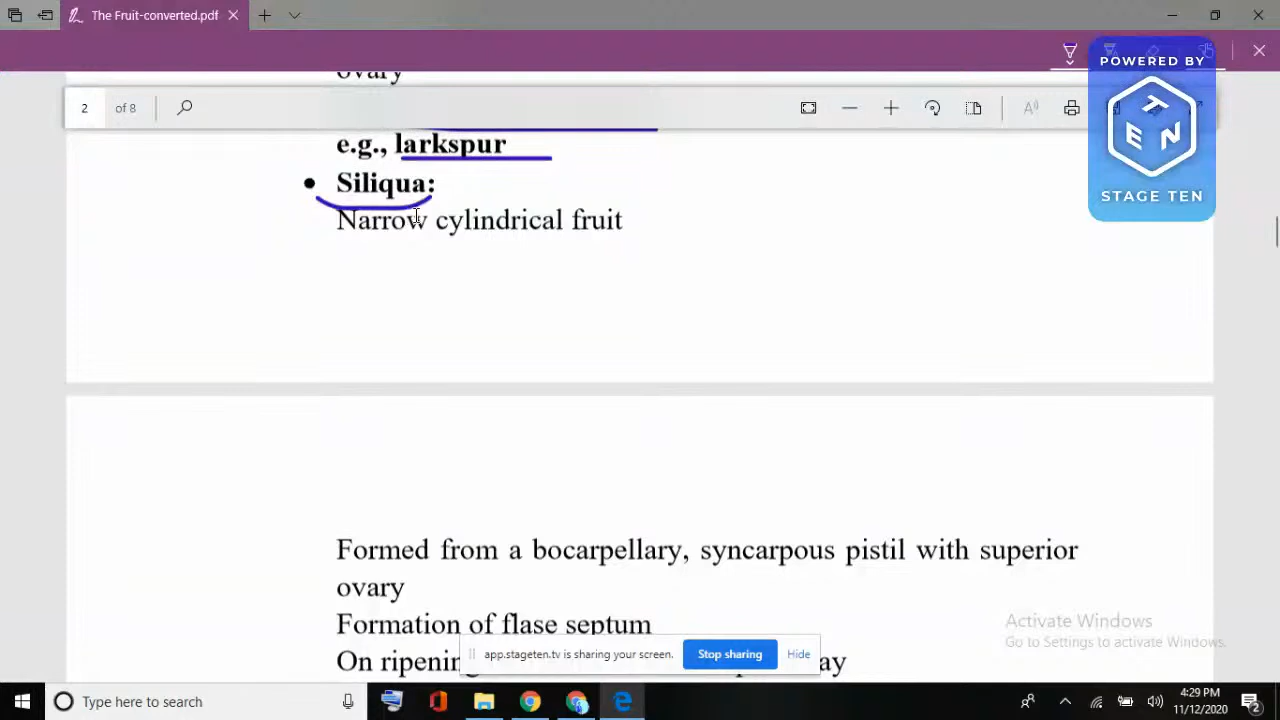 The Fruit-converted.pdf
POWERED BY
T
EN
STAGE TEN
ovary
2 of 8
e.g., larkspur
• Siliqua:
Narrow cylindrical fruit
Formed from a bocarpellary, syncarpous pistil with superior
ovary
Formation of flase septum
On ripening
ay
app.stageten.tv is sharing your screen. Stop sharing Hide
Activate Windows
Go to Settings to activate Windows.
Type here to search
4:29 PM
11/12/2020
2